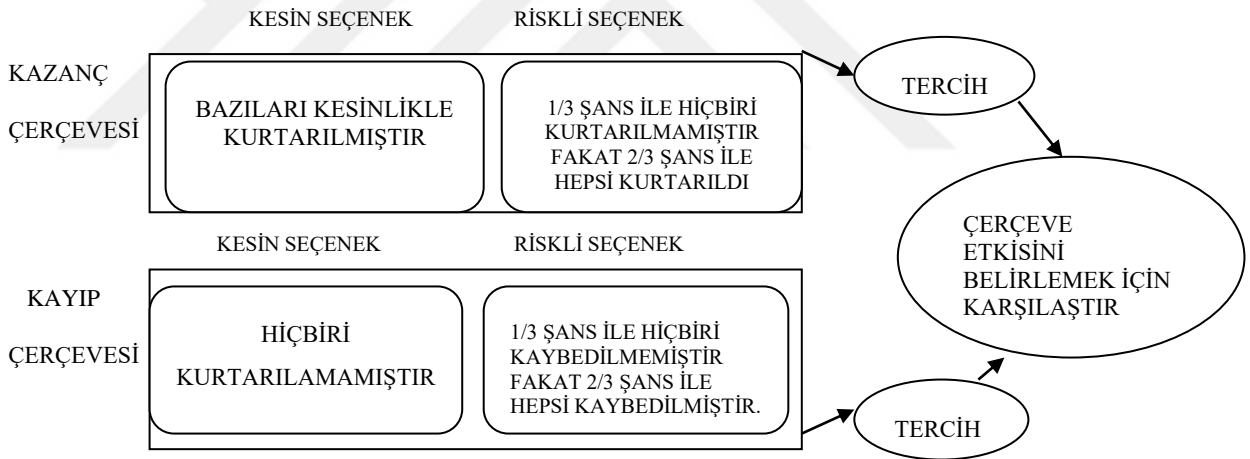 KESİN SEÇENEK RİSKLİ SEÇENEK
KAZANÇ
ÇERÇEVESİ
BAZILARI KESİNLİKLE
KURTARILMIŞTIR
1/3 ŞANS İLE HİÇBİRİ
KURTARILMAMIŞTIR
FAKAT 2/3 ŞANS İLE
HEPSİ KURTARILDI
TERCİH
KESİN SEÇENEK RİSKLİ SEÇENEK
KAYIP
ÇERÇEVESİ
HİÇBİRİ
KURTARILAMAMIŞTIR
1/3 ŞANS İLE HİÇBİRİ
KAYBEDİLMEMİŞTİR
FAKAT 2/3 ŞANS İLE
HEPSİ KAYBEDİLMİŞTİR.
TERCİH
ÇERÇEVE
ETKİSİNİ
BELİRLEMEK İÇİN
KARŞILAŞTIR